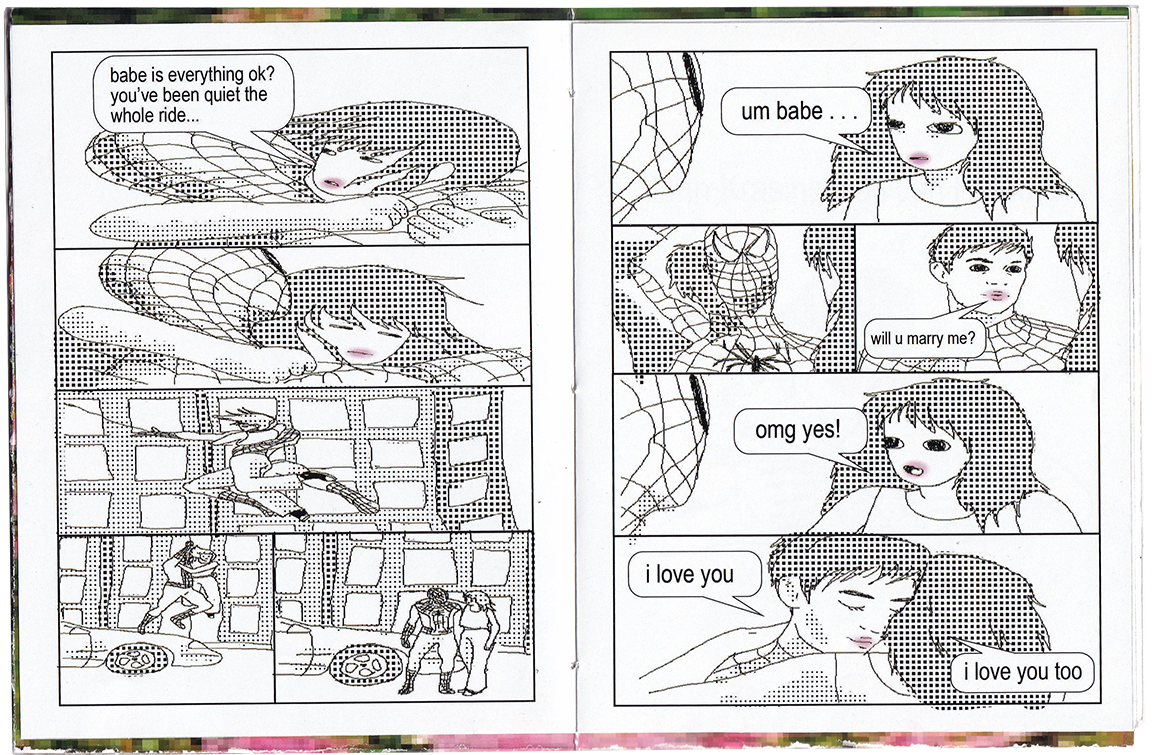 babe is everything ok?
you've been quiet the
whole ride...
um babe . . .
will u marry me?
omg yes!
i love you
i love you too